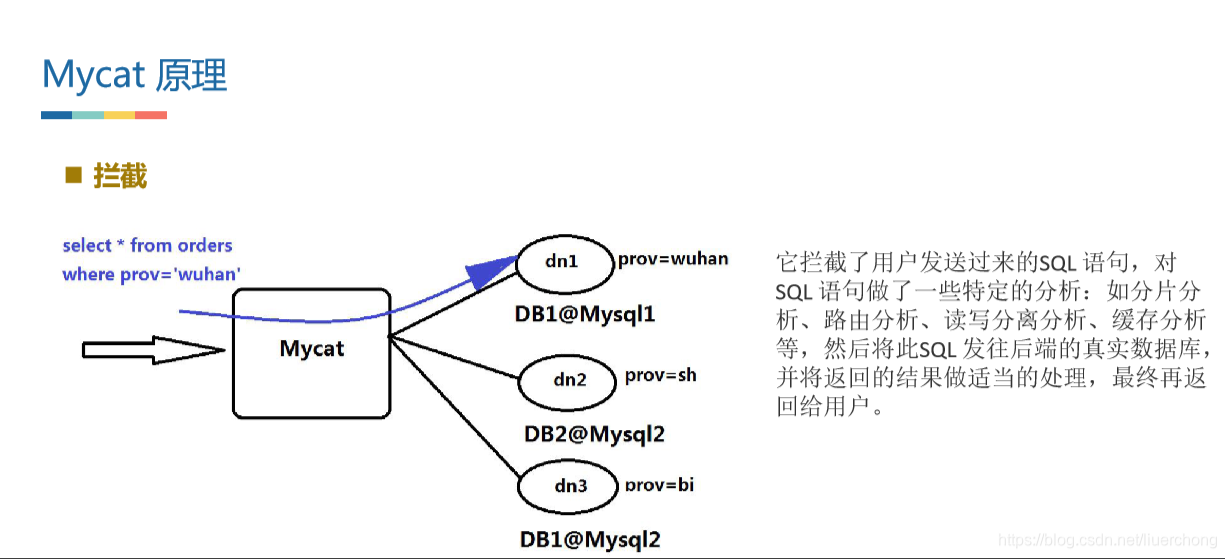 Mycat 原理
■ 拦截
select * from orders
where prov='wuhan'
Mycat
dn1
prov=wuhan
DB1@Mysql1
dn2
prov=sh
DB2@Mysql2
dn3
prov=bi
DB1@Mysql2
它拦截了用户发送过来的SQL 语句，对
SQL 语句做了一些特定的分析：如分片分
析、路由分析、读写分离分析、缓存分析
等，然后将此SQL 发往后端的真实数据库，
并将返回的结果做适当的处理，最终再返
回给用户。
https://blog.csdn.net/liuerchong